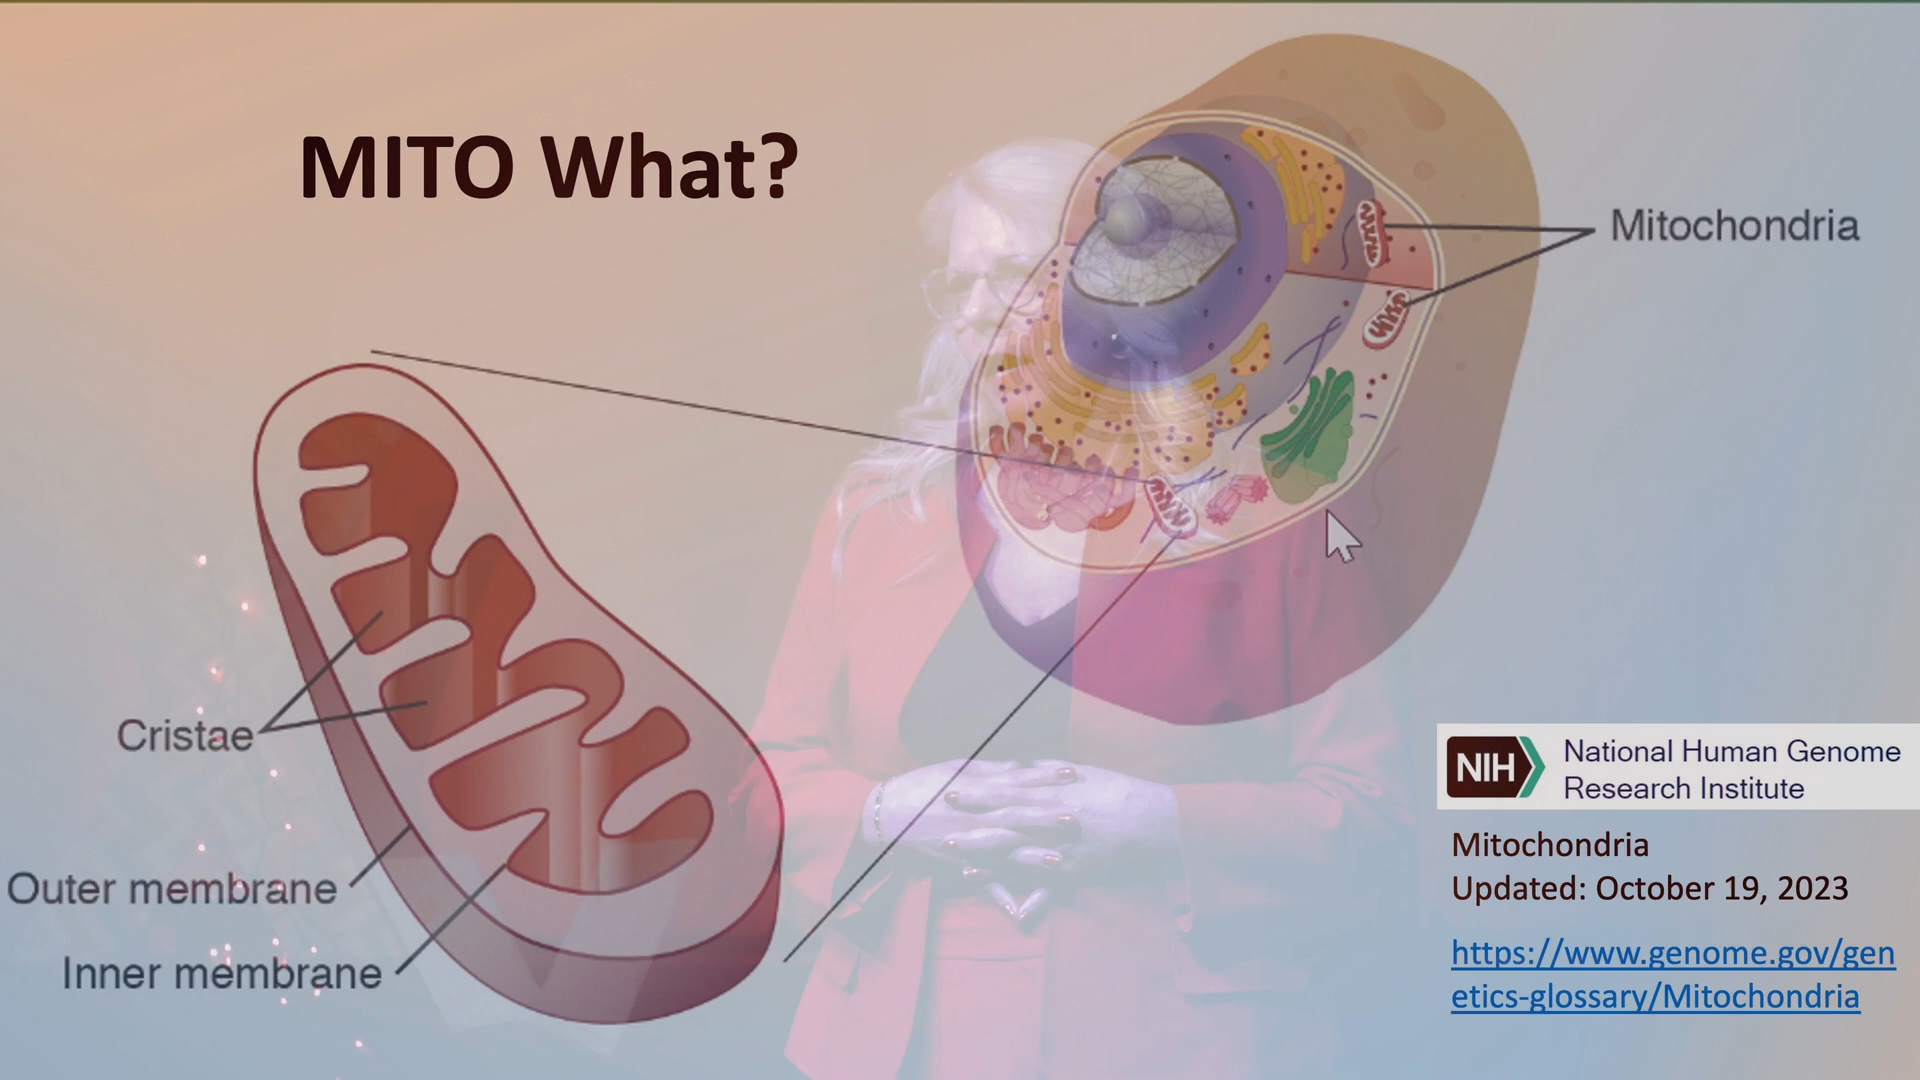 MITO What?
Mitochondria
Cristae
Outer membrane
Inner membrane
NIH
National Human Genome
Research Institute
Mitochondria
Updated: October 19, 2023
https://www.genome.gov/gen
etics-glossary/Mitochondria